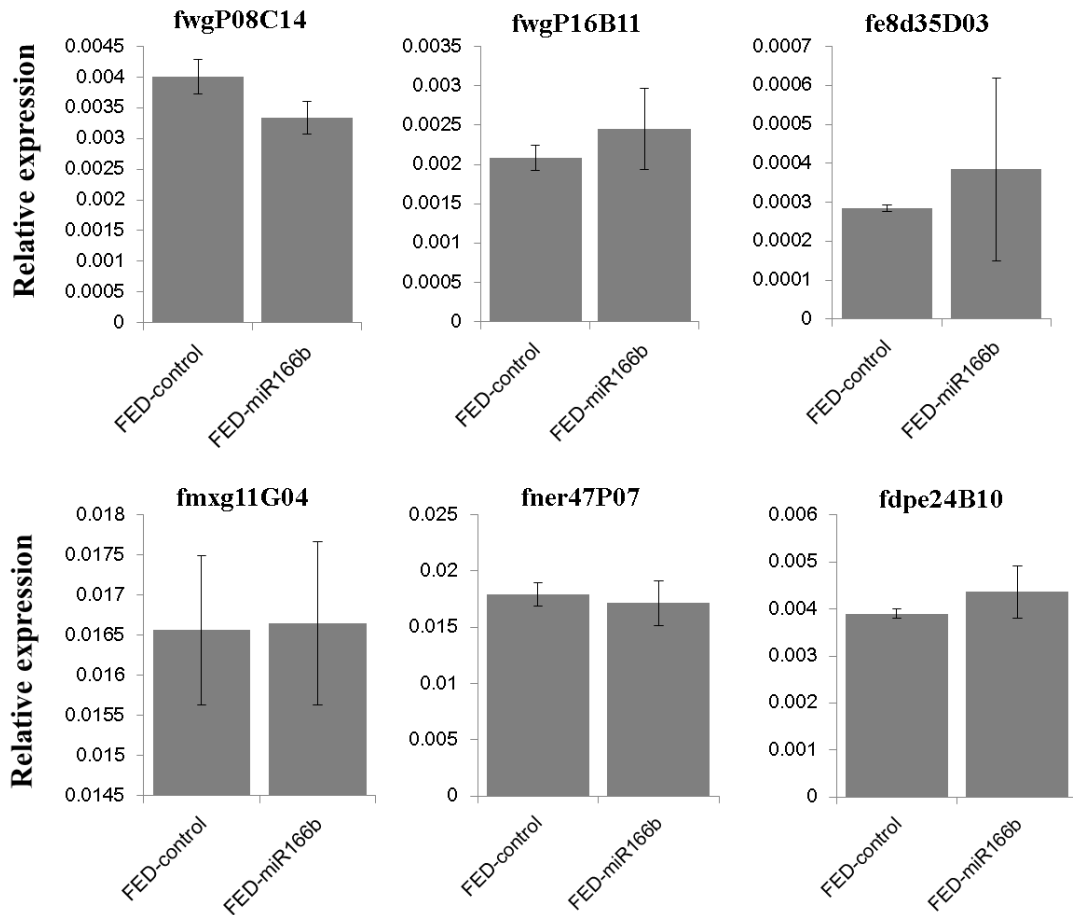 fwgP08C14
Relative expression
0.0045
0.004
0.0035
0.003
0.0025
0.002
0.0015
0.001
0.0005
0
FED-control
FED-miR166b
fwgP16B11
0.0035
0.003
0.0025
0.002
0.0015
0.001
0.0005
0
FED-control
FED-miR166b
fe8d35D03
0.0007
0.0006
0.0005
0.0004
0.0003
0.0002
0.0001
0
FED-control
FED-miR166b
fmxg11G04
Relative expression
0.018
0.0175
0.017
0.0165
0.016
0.0155
0.015
0.0145
FED-control
FED-miR166b
fner47P07
0.025
0.02
0.015
0.01
0.005
0
FED-control
FED-miR166b
fdpe24B10
0.006
0.005
0.004
0.003
0.002
0.001
0
FED-control
FED-miR166b